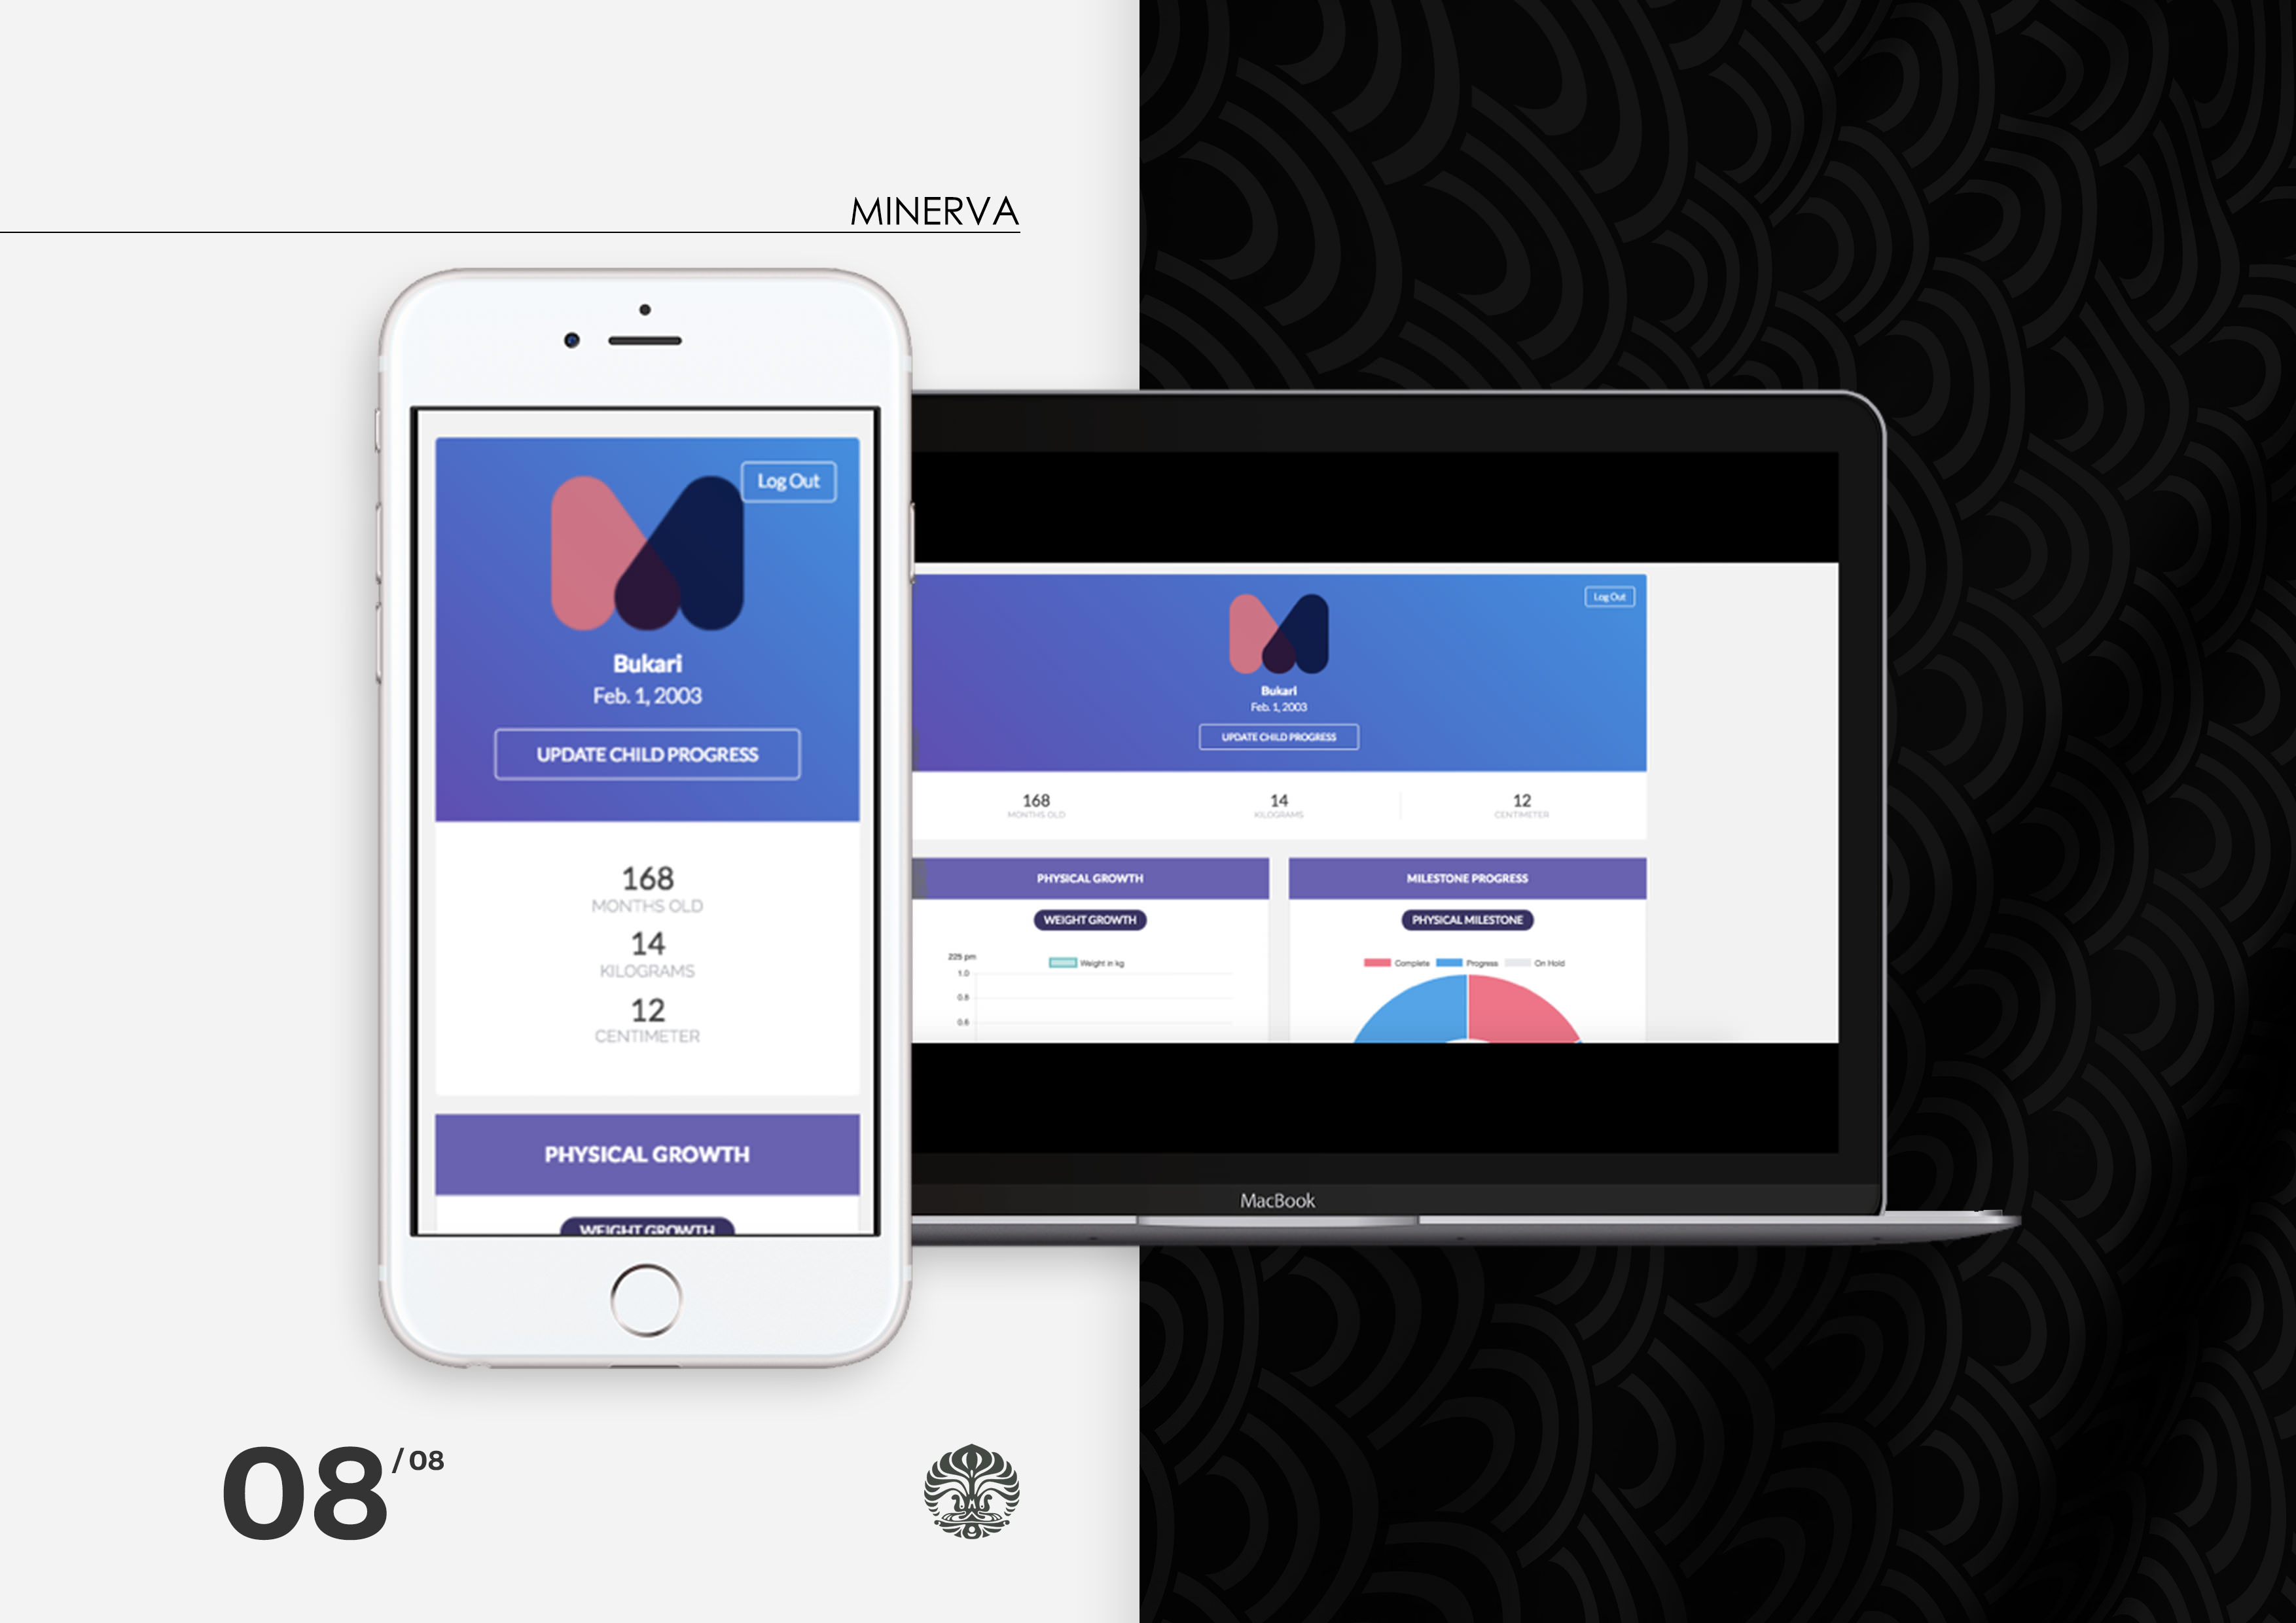 MINERVA
Log Out
Bukari
Feb. 1, 2003
UPDATE CHILD PROGRESS
168
MONTHS OLD
14
KILOGRAMS
12
CENTIMETER
PHYSICAL GROWTH
WEIGHT GROWTH
Log Out
Bukari
Feb. 1, 2003
UPDATE CHILD PROGRESS
168 14 12
MONTHS OLD KILOGRAMS CENTIMETER
PHYSICAL GROWTH MILESTONE PROGRESS
WEIGHT GROWTH PHYSICAL MILESTONE
225 pm
Weight in kg Complete Progress On Hold
1.0
0.8
0.6
MacBook
08/08